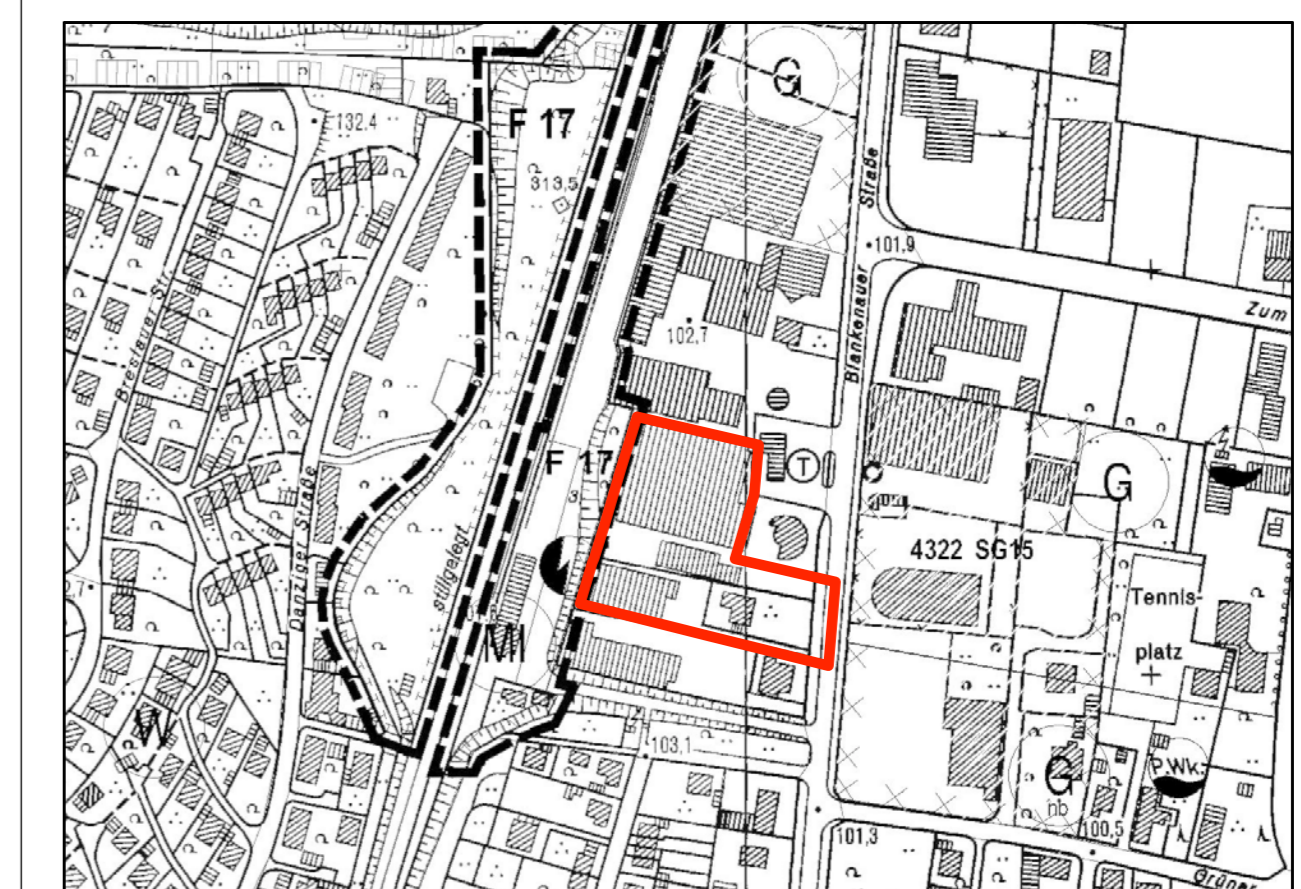 G
F 17
132.4
313,5
Straße
101,9
Zum
Breslauer Str.
102,7
Blankenauer
F 17
3
T
G
Danziger Straße
stillgelegt
4322 SG15
Tennis-
platz
MI
W
103,1
G
nb
P.Wk.
101,3
100,5
Grüner